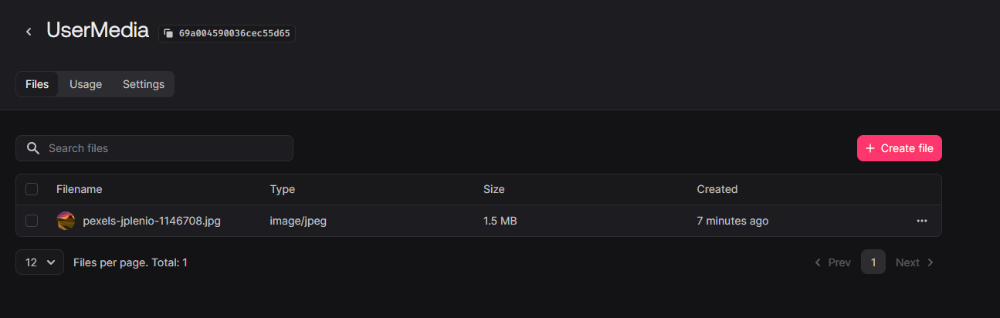 UserMedia 69a004590036cec55d65
Files Usage Settings
Search files
+ Create file
Filename Type Size Created
pexels-jplenio-1146708.jpg image/jpeg 1.5 MB 7 minutes ago
12 Files per page. Total: 1 Prev 1 Next